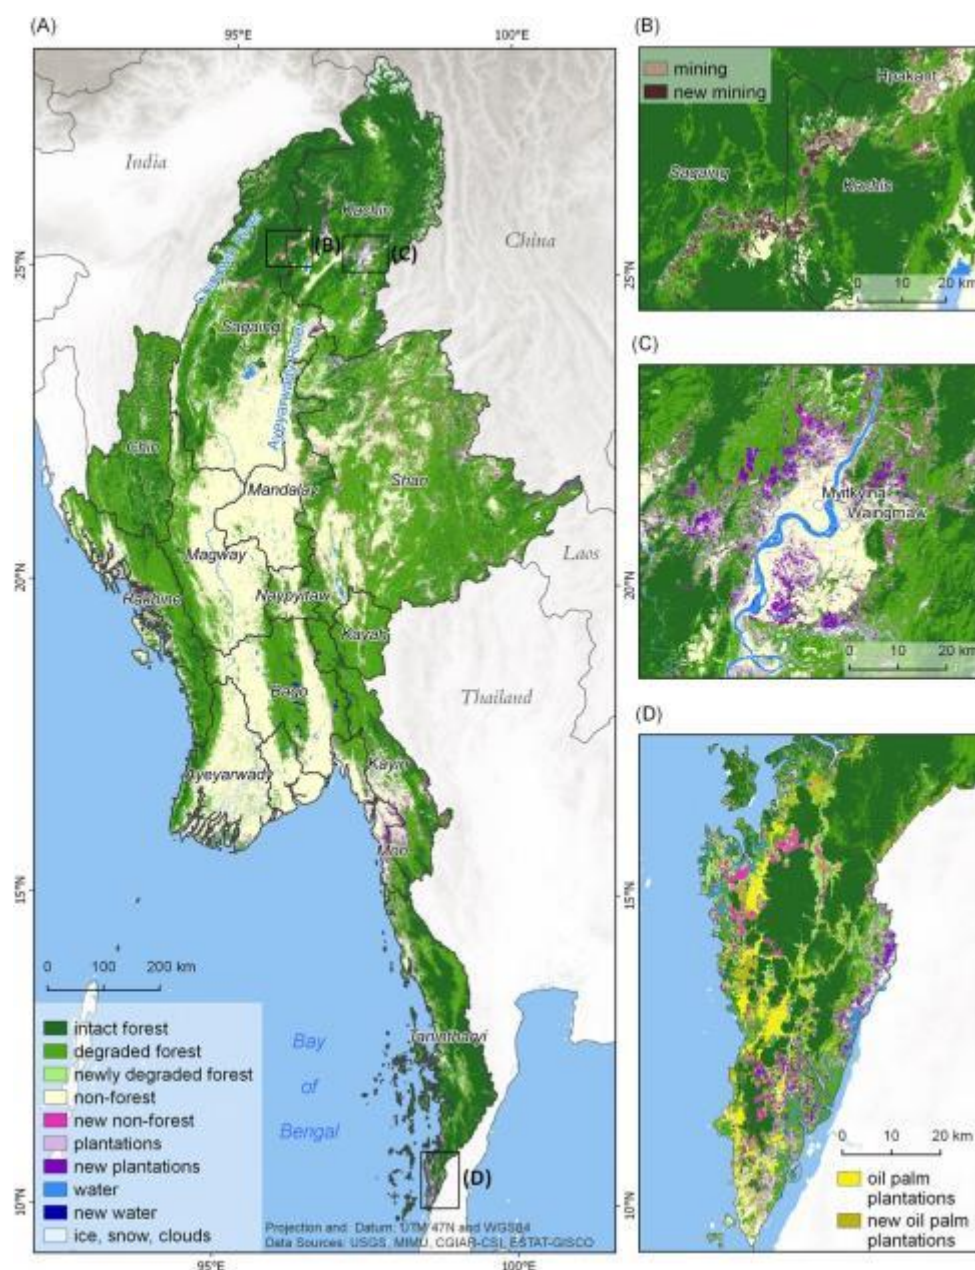 (A)
95°E
100°E
India
Kachin
China
(B)
(C)
25°N
Sagaing
Ayeyarwady River
Chin
Shan
Mandalay
Magway
Laos
20°N
Rakhine
Naypyitaw
Kayah
Bago
Thailand
Ayeyarwady
Kayin
Mon
15°N
0 100 200 km
intact forest
degraded forest
newly degraded forest
non-forest
new non-forest
plantations
new plantations
water
new water
ice, snow, clouds
Tanintharyi
Bay
of
Bengal
(D)
10°N
Projection and Datum: UTM 47N and WGS84
Data Sources: USGS, MIMU, CGIAR-CSI, ESTAT-GISCO
95°E
100°E
(B)
mining
new mining
Hpakant
Sagaing
Kachin
25°N
0 10 20 km
(C)
Myitkyina
Waingmaw
20°N
0 10 20 km
(D)
15°N
0 10 20 km
oil palm
plantations
new oil palm
plantations
10°N